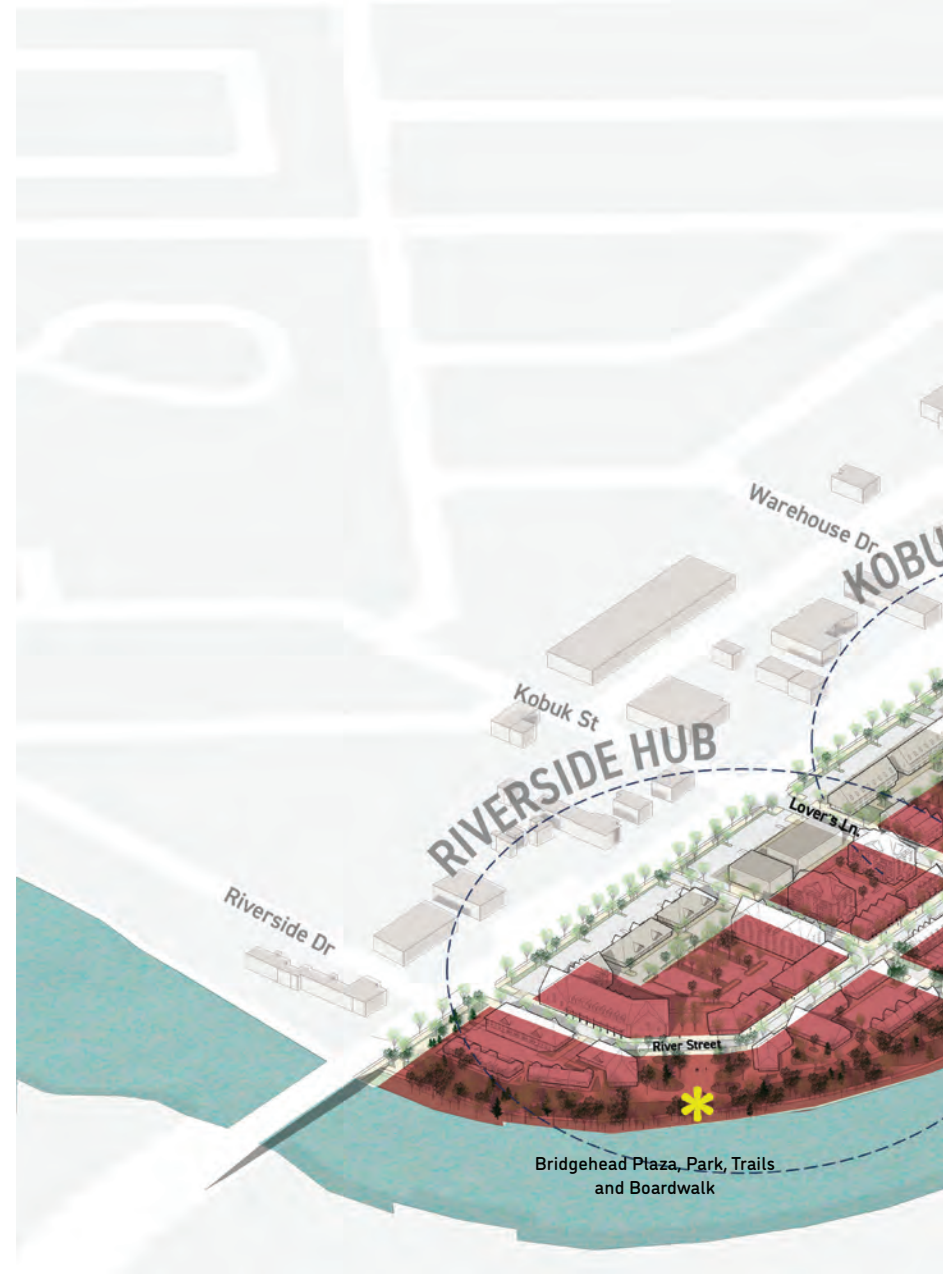 Warehouse Dr
KOBU
Kobuk St
RIVERSIDE HUB
Lover's Ln.
Riverside Dr
River Street
Bridgehead Plaza, Park, Trails
and Boardwalk